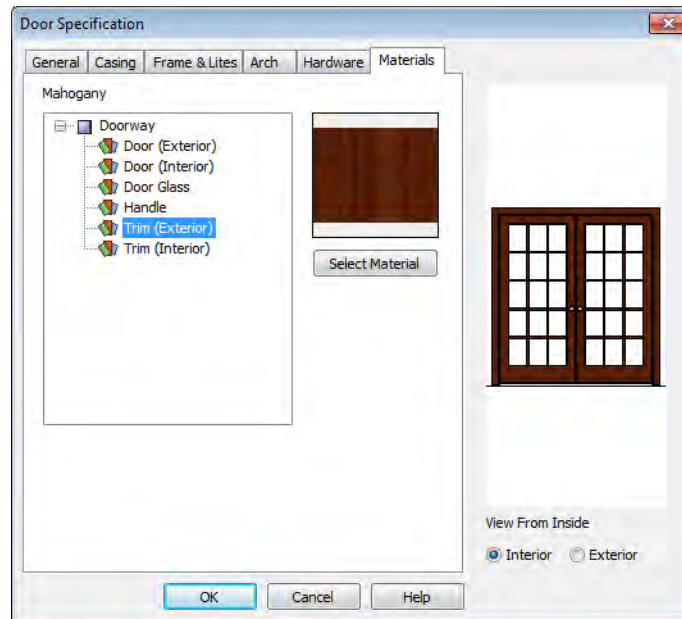 Door Specification
General Casing Frame & Lites Arch Hardware Materials
Mahogany
Doorway
Door (Exterior)
Door (Interior)
Door Glass
Handle
Trim (Exterior)
Trim (Interior)
Select Material
View From Inside
Interior Exterior
OK Cancel Help